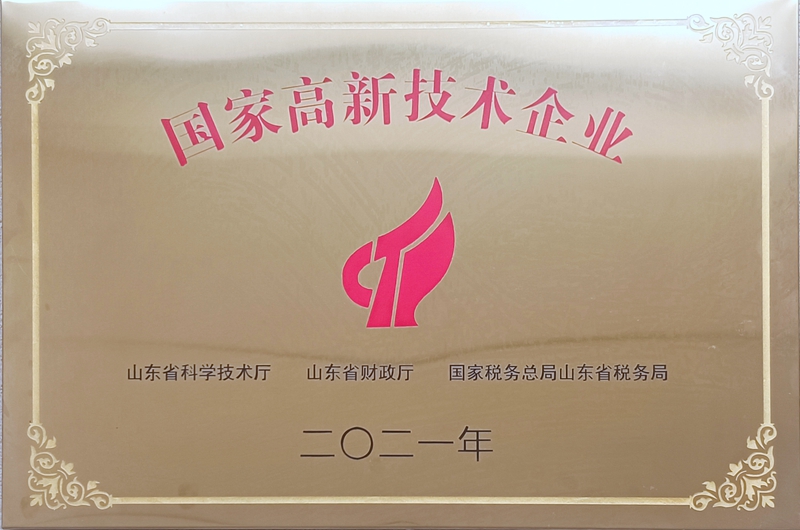 国家高新技术企业
山东省科学技术厅 山东省财政厅 国家税务总局山东省税务局
二〇二一年